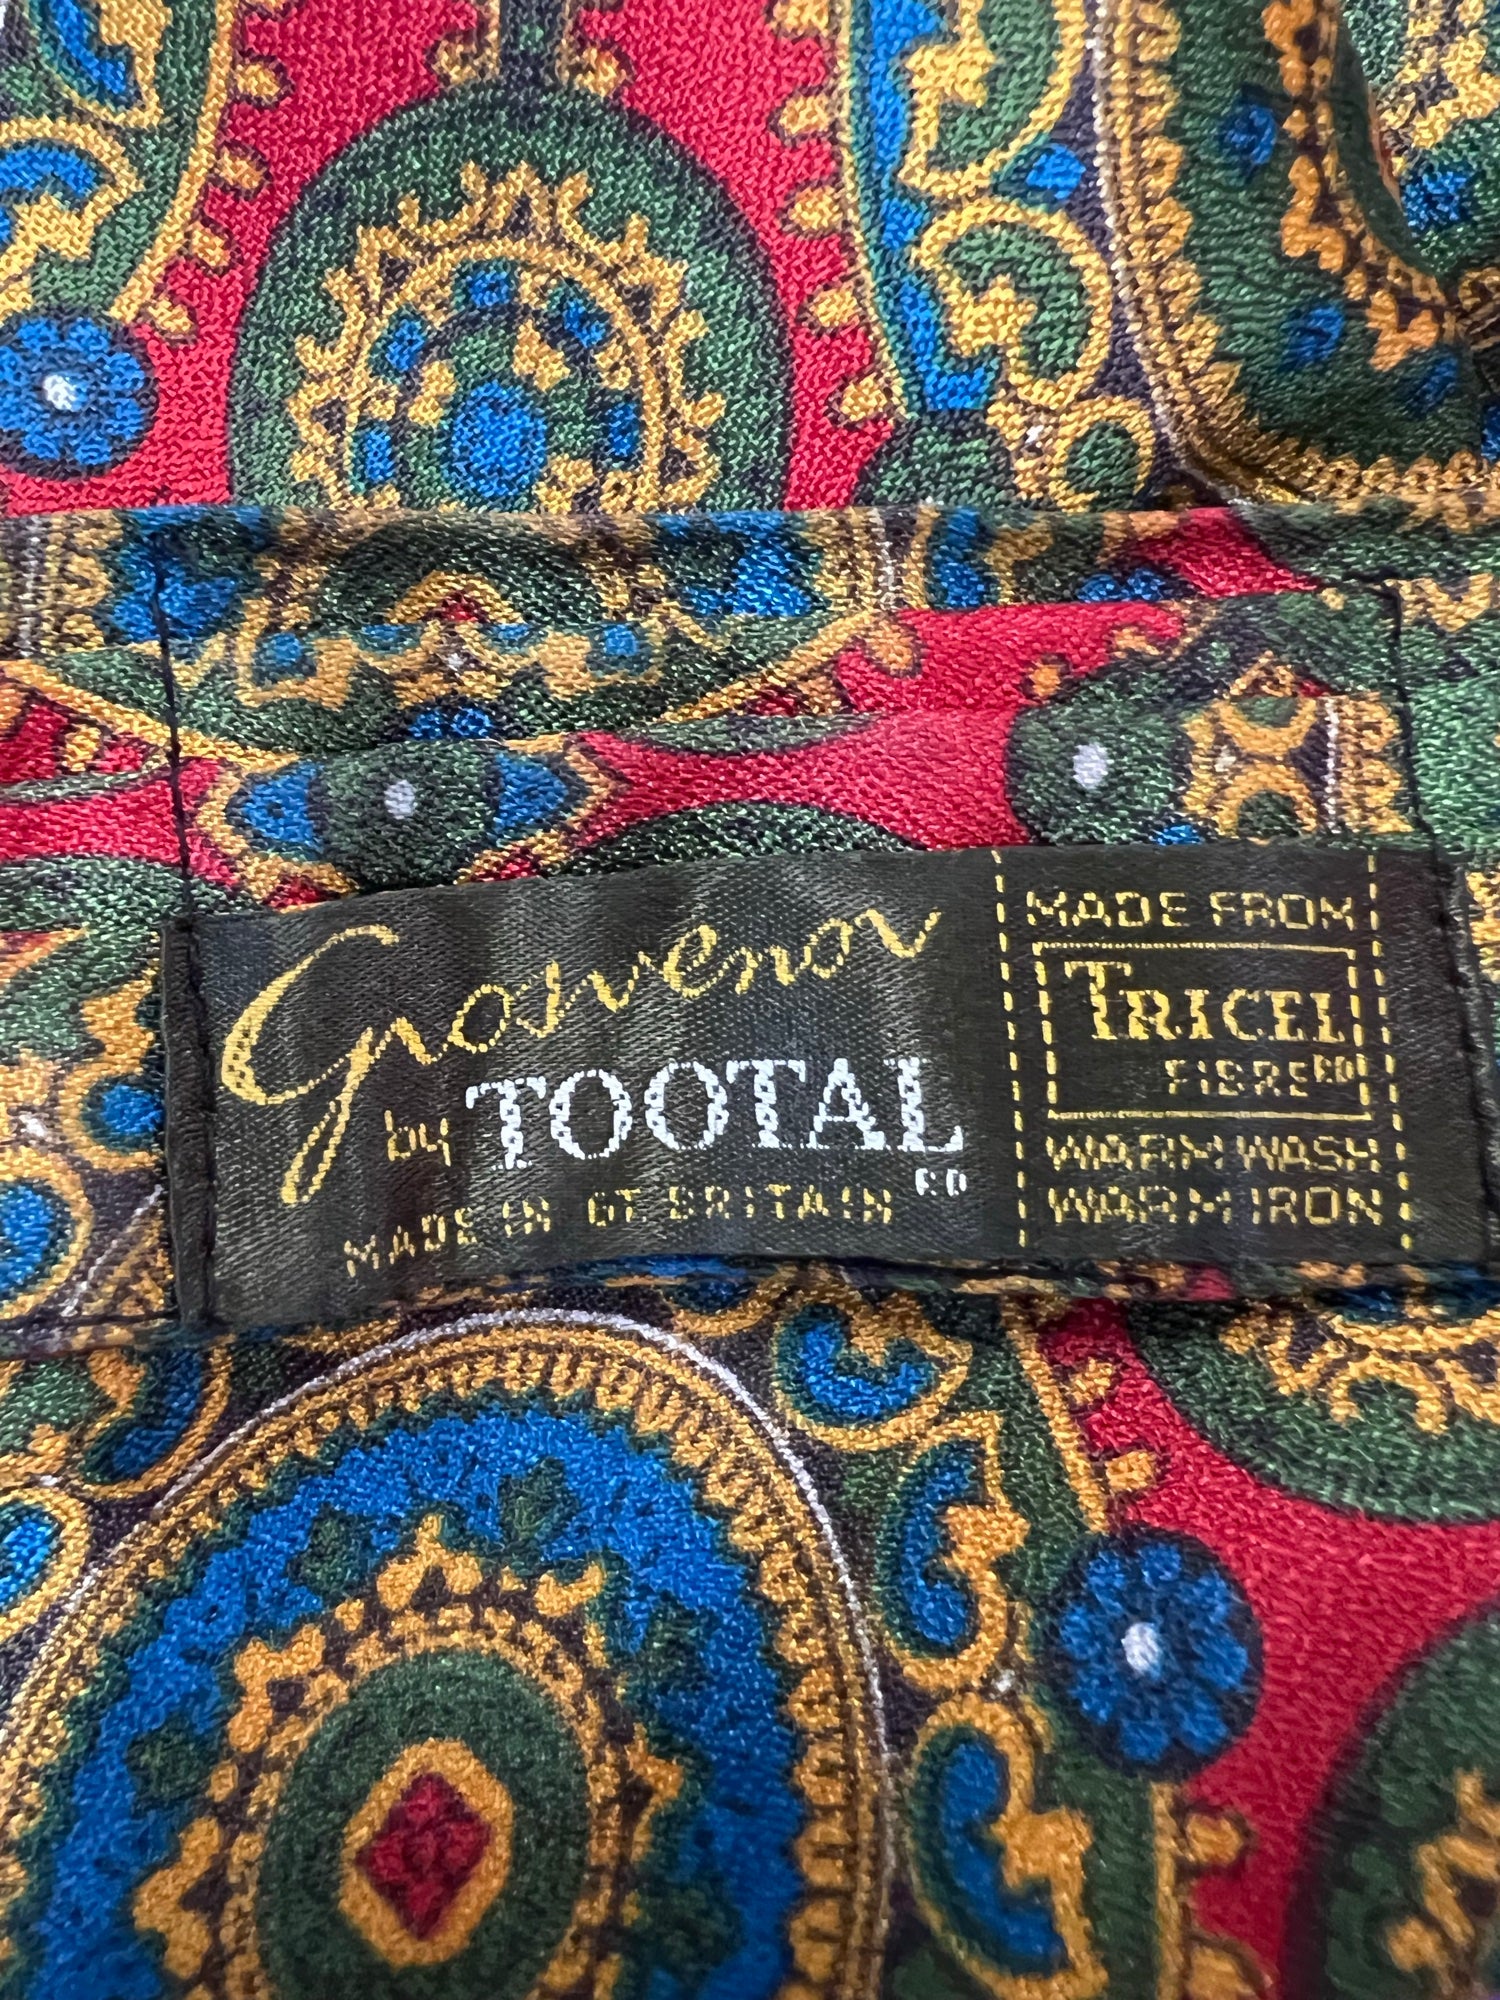 Grosvenor
by TOOTAL RD
MADE IN GT BRITAIN
MADE FROM
TRICEL
FIBRE RD
WARM WASH
WARM IRON